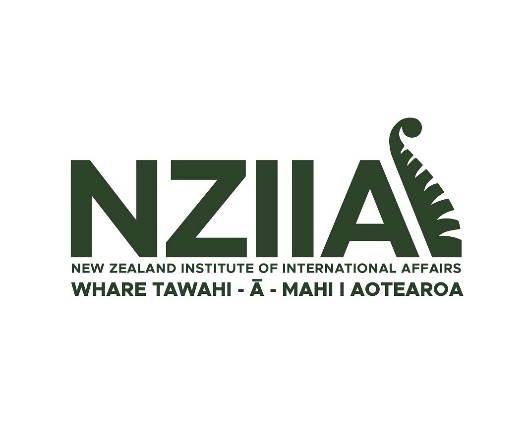 NZIIA
NEW ZEALAND INSTITUTE OF INTERNATIONAL AFFAIRS
WHARE TAWAHI - Ā - MAHI I AOTEAROA